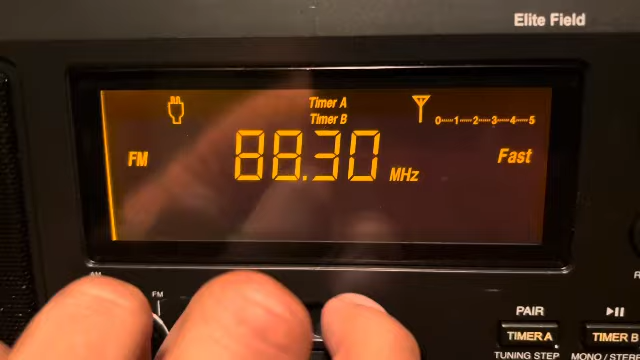 Elite Field
Timer A
Timer B
0 1 2 3 4 5
FM
88.30
MHz
Fast
AM
FM
PAIR
TIMER A
TIMER B
TUNING STEP
MONO / STERE
R